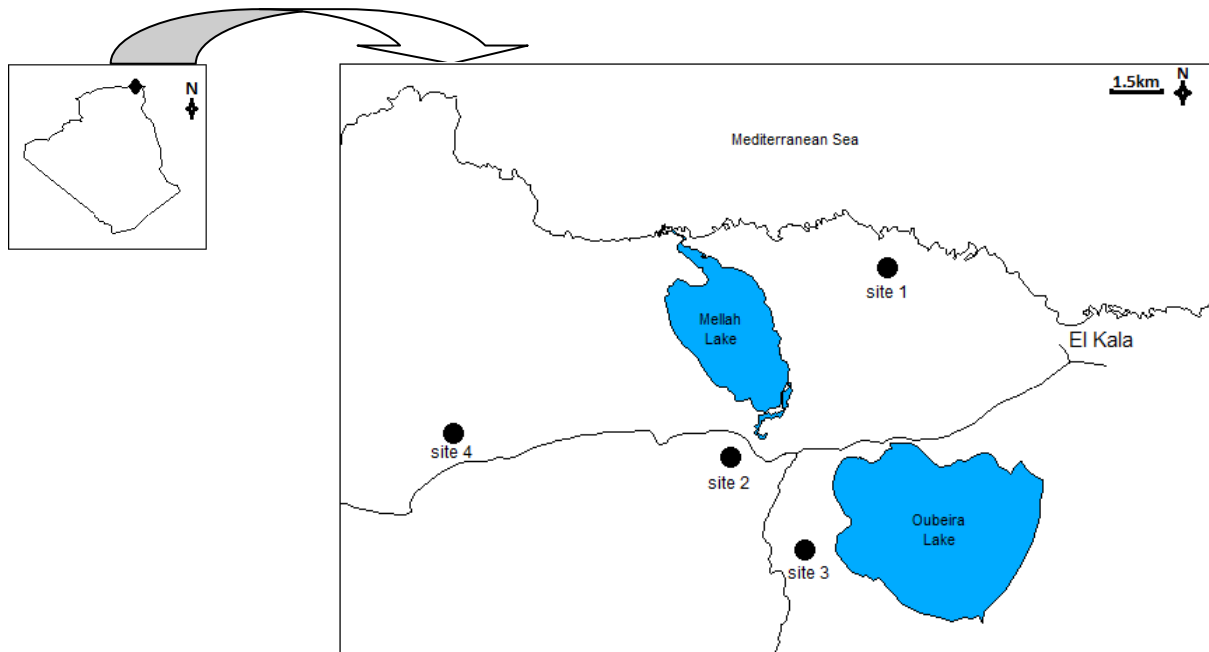 N
1.5km
N
Mediterranean Sea
site 1
Mellah
Lake
El Kala
site 4
site 2
Oubeira
Lake
site 3